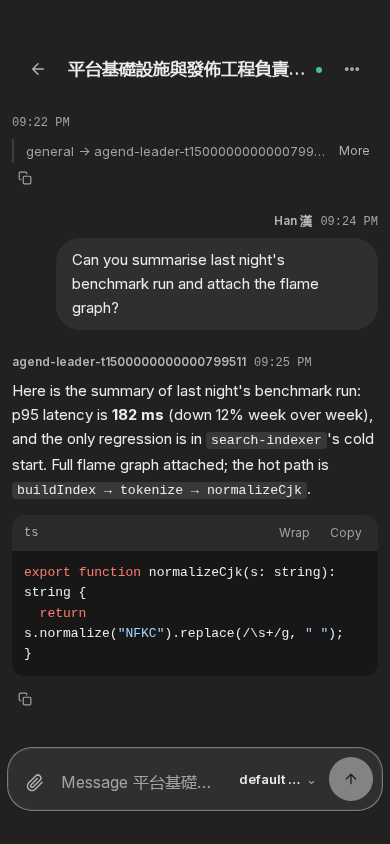 平台基礎設施與發佈工程負責…
09:22 PM
general → agend-leader-t1500000000000799… More
Han 漢 09:24 PM
Can you summarise last night's
benchmark run and attach the flame
graph?
agend-leader-t1500000000000799511 09:25 PM
Here is the summary of last night's benchmark run:
p95 latency is 182 ms (down 12% week over week),
and the only regression is in search-indexer's cold
start. Full flame graph attached; the hot path is
buildIndex → tokenize → normalizeCjk.
ts Wrap Copy
export function normalizeCjk(s: string):
string {
  return
s.normalize("NFKC").replace(/\s+/g, " ");
}
Message 平台基礎… default …